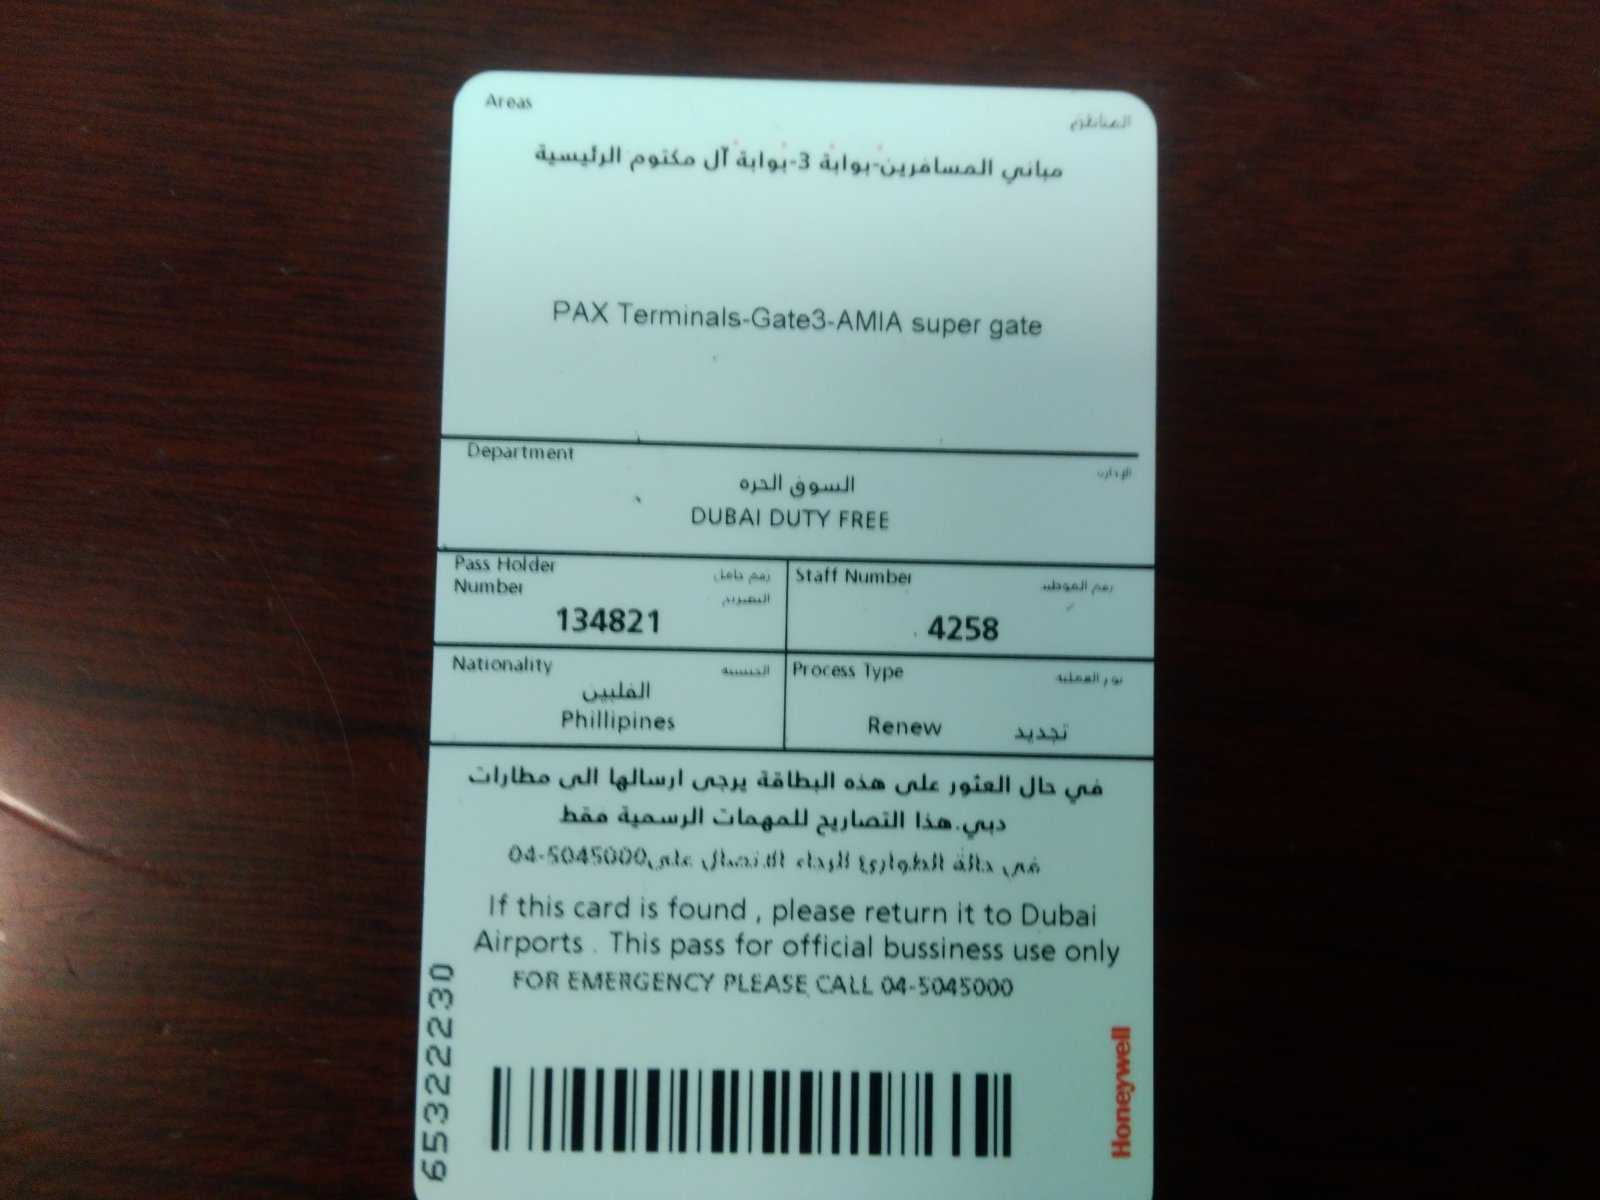 Areas
المناطق
مباني المسافرين-بوابة 3-بوابة آل مكتوم الرئيسية
PAX Terminals-Gate3-AMIA super gate
Department
السوق الحره
DUBAI DUTY FREE
Pass Holder
Number
رقم حامل
التصريح
134821
Staff Number
رقم الموظف
4258
Nationality
الجنسية
الفلبين
Phillipines
Process Type
Renew تجديد
في حال العثور على هذه البطاقة يرجى ارسالها الى مطارات
دبي.هذا التصاريح للمهمات الرسمية فقط
في حالة الطوارئ الرجاء الاتصال على04-5045000
If this card is found , please return it to Dubai
Airports . This pass for official bussiness use only
FOR EMERGENCY PLEASE CALL 04-5045000
65322230
Honeywell